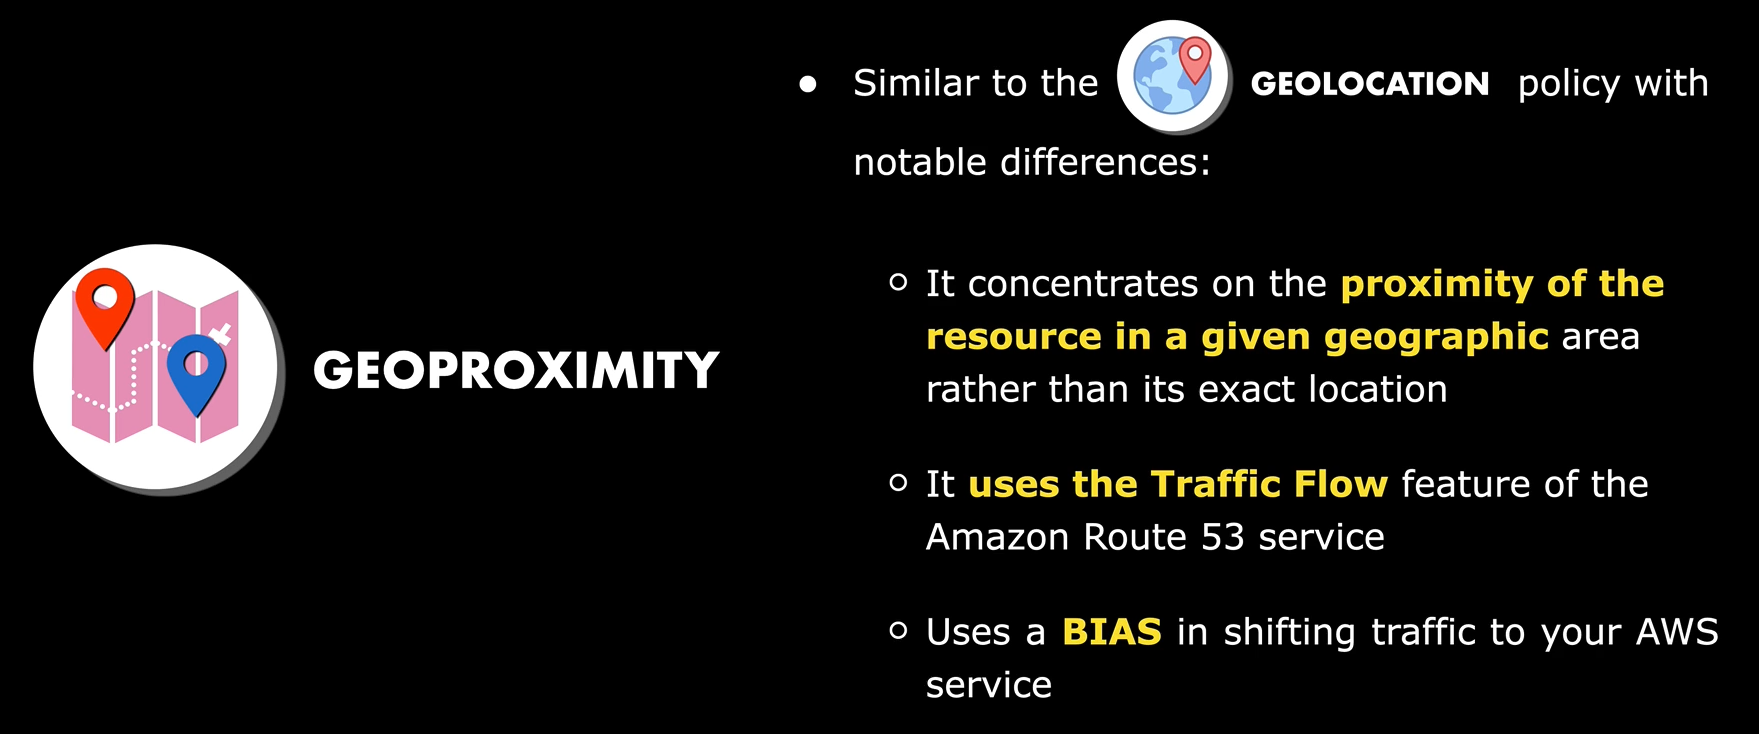 GEOPROXIMITY
● Similar to the GEOLOCATION policy with
notable differences:
○ It concentrates on the proximity of the
resource in a given geographic area
rather than its exact location
○ It uses the Traffic Flow feature of the
Amazon Route 53 service
○ Uses a BIAS in shifting traffic to your AWS
service